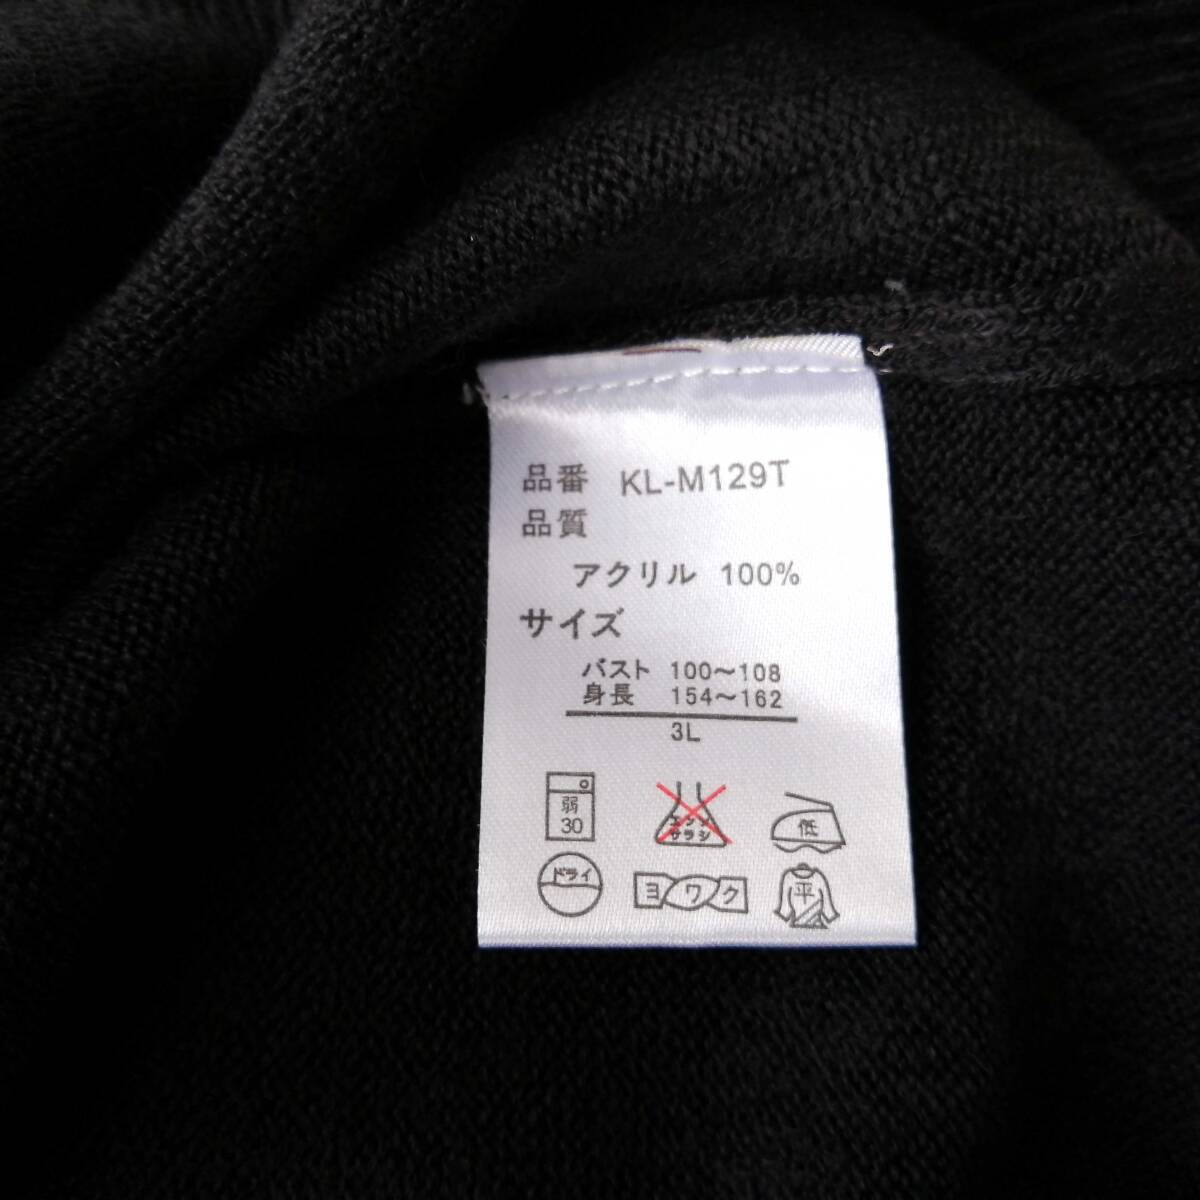 品番 KL-M129T
品質
アクリル 100%
サイズ
バスト 100～108
身長 154～162
3L
弱
30
エンソ
サラシ
低
ドライ
ヨワク
平